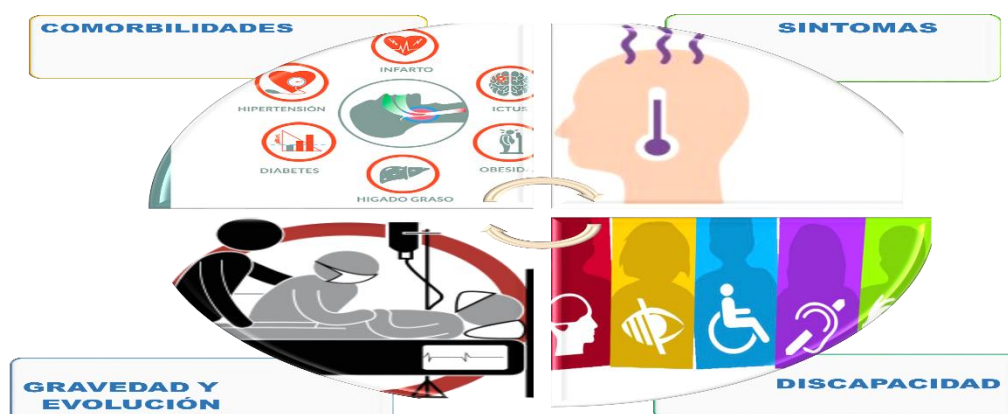 COMORBILIDADES
SINTOMAS
INFARTO
HIPERTENSIÓN
ICTUS
DIABETES
OBESIDA
HIGADO GRASO
GRAVEDAD Y
EVOLUCIÓN
DISCAPACIDAD